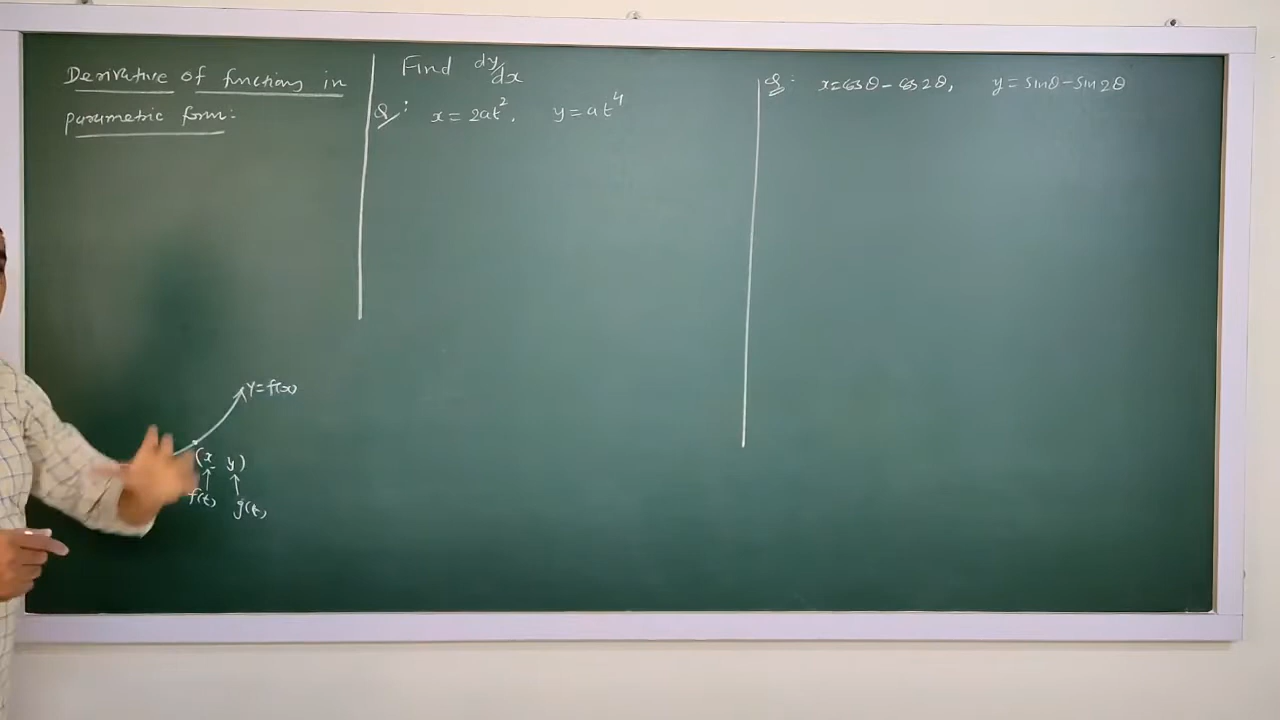 Derivative of functions in
parametric form:-
Y=f(x)
(x y)
f(t) g(t)
Find dy/dx
Q: x = 2at², y = at⁴
Q: x=cosθ - cos2θ, y = sinθ - sin2θ